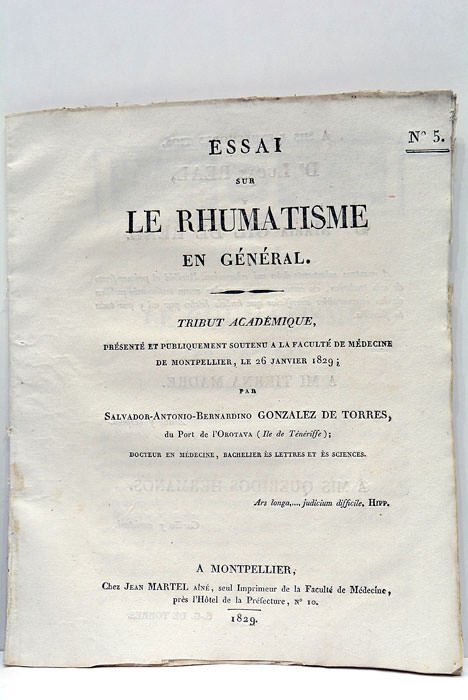 N° 5.
ESSAI
SUR
LE RHUMATISME
EN GÉNÉRAL.
TRIBUT ACADÉMIQUE,
PRÉSENTÉ ET PUBLIQUEMENT SOUTENU A LA FACULTÉ DE MÉDECINE
DE MONTPELLIER, LE 26 JANVIER 1829;
PAR
SALVADOR-ANTONIO-BERNARDINO GONZALEZ DE TORRES,
du Port de l'OROTAVA (Ile de Ténériffe);
DOCTEUR EN MÉDECINE, BACHELIER ÈS LETTRES ET ÈS SCIENCES.
Ars longa,..., judicium difficile, HIPP.
A MONTPELLIER,
Chez JEAN MARTEL AÎNÉ, seul Imprimeur de la Faculté de Médecine,
près l'Hôtel de la Préfecture, N° 10.
1829.